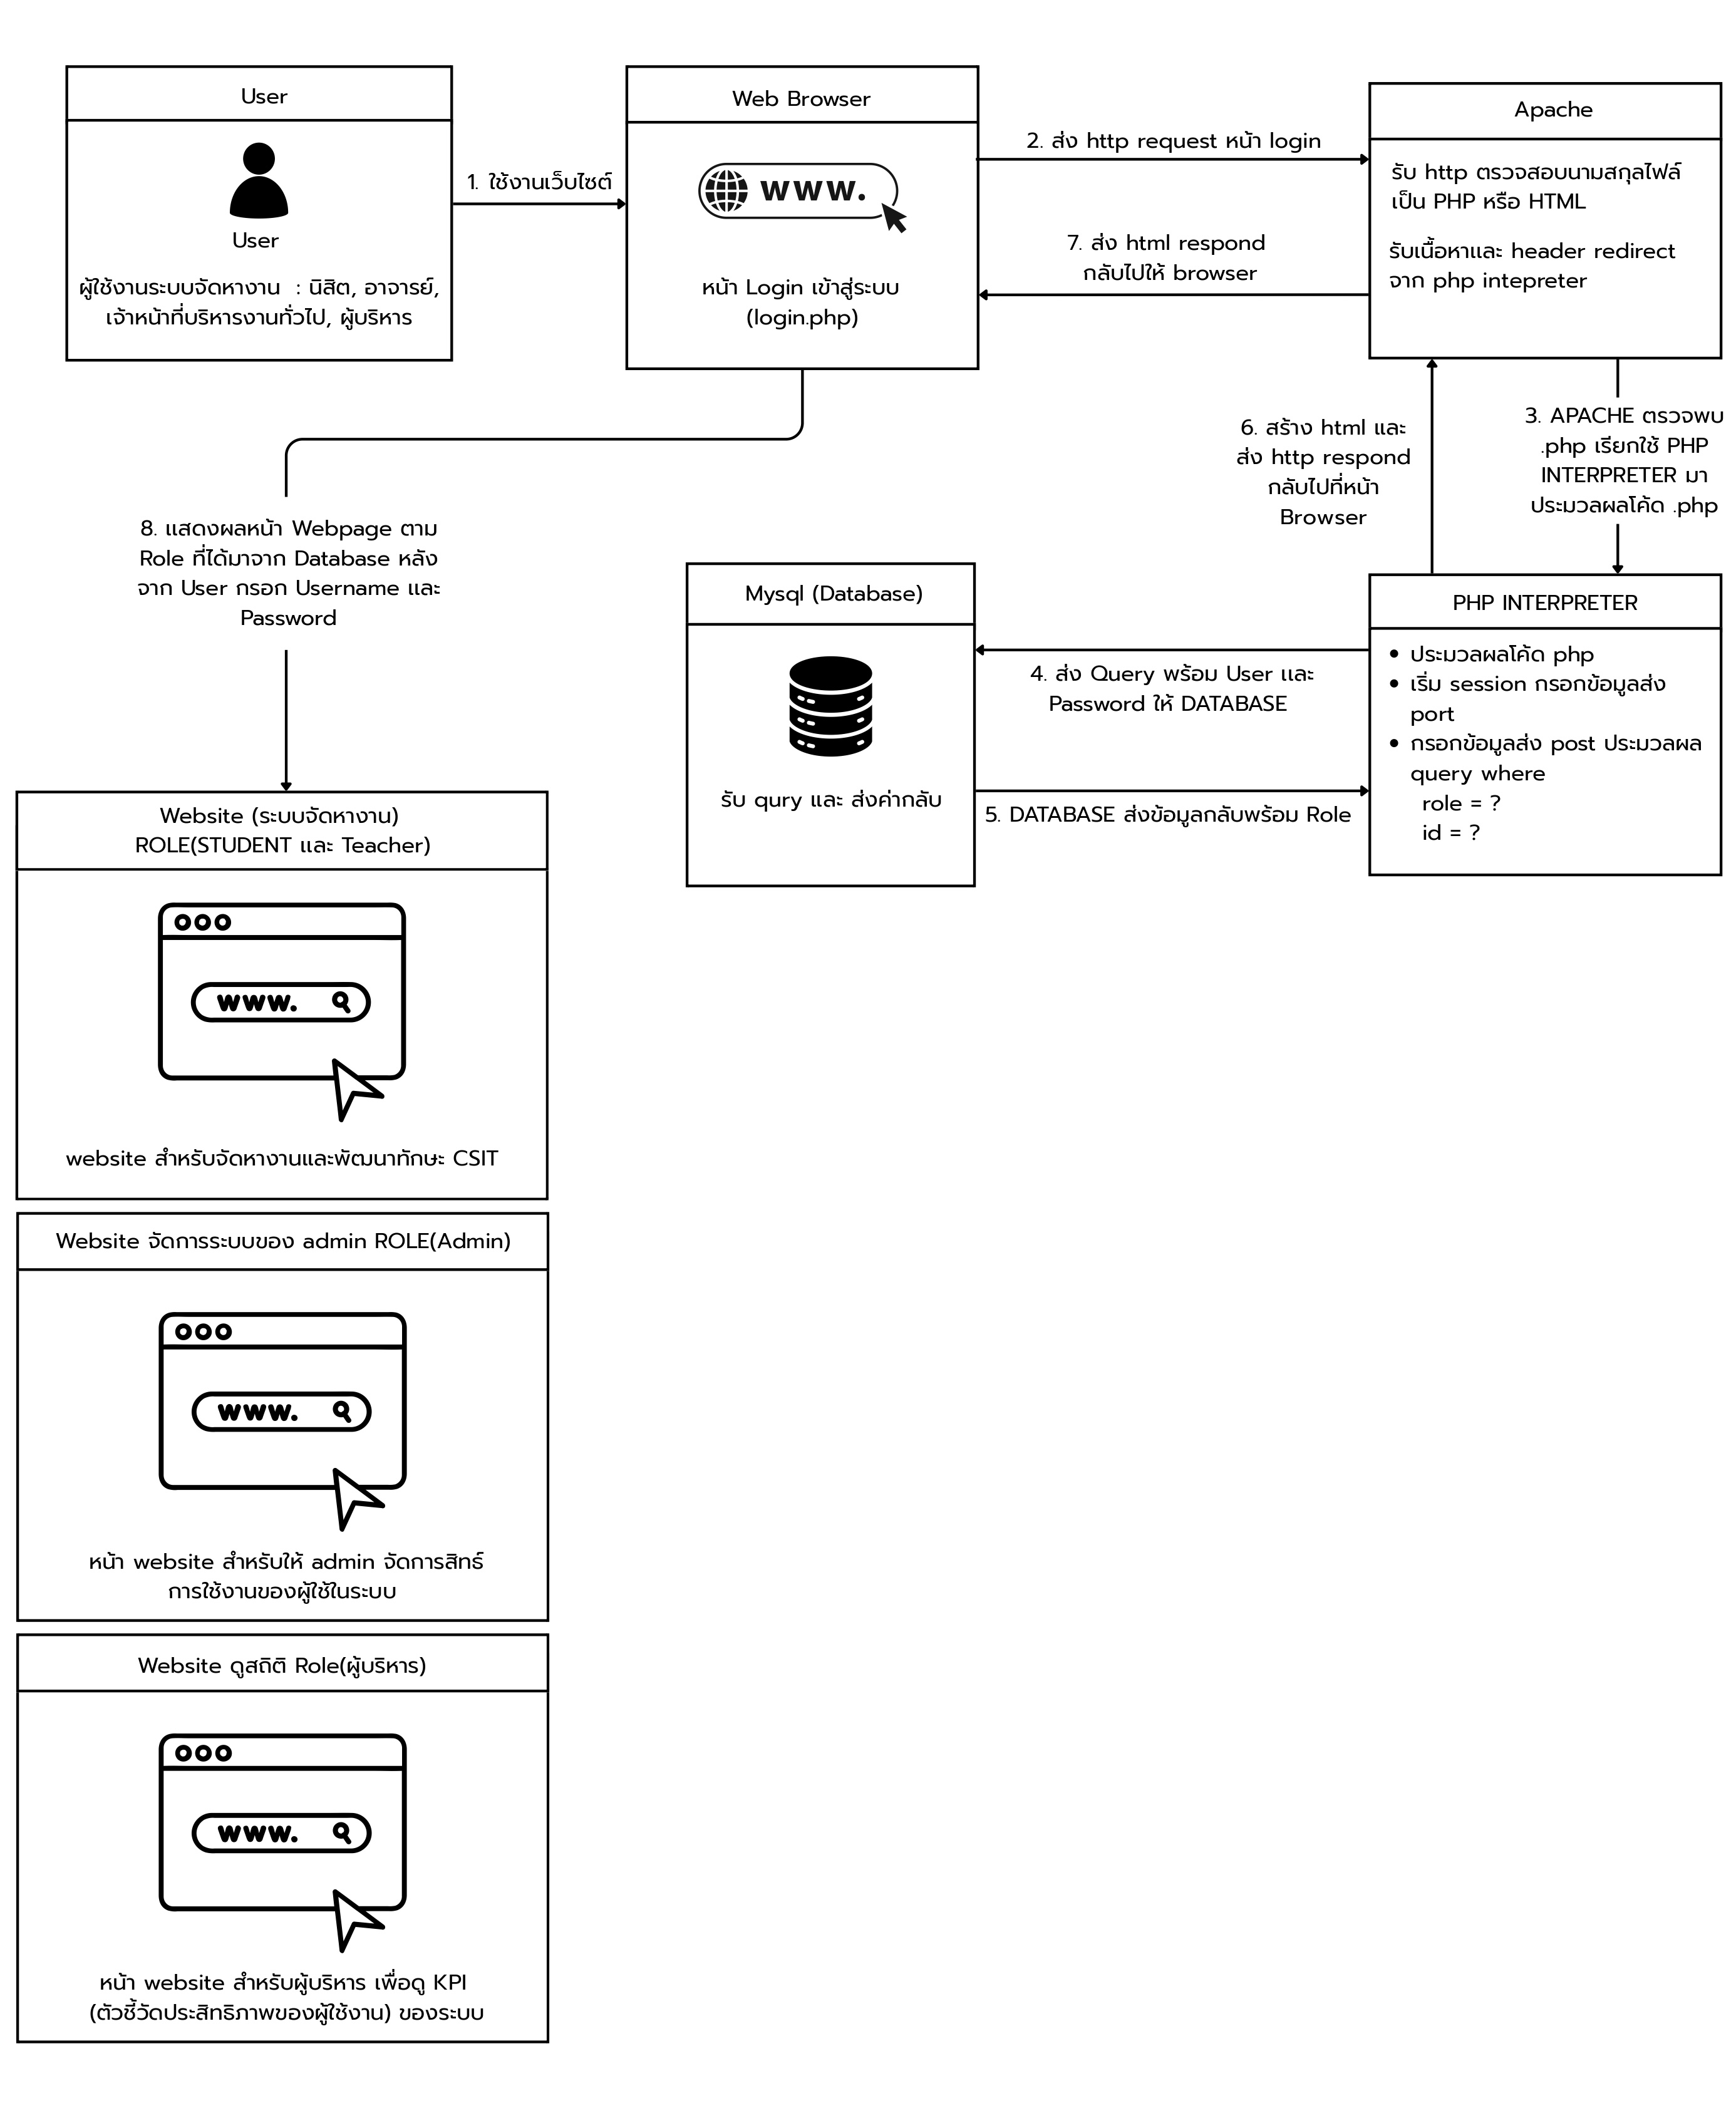 User
User
ผู้ใช้งานระบบจัดหางาน : นิสิต, อาจารย์,
เจ้าหน้าที่บริหารงานทั่วไป, ผู้บริหาร
1. ใช้งานเว็บไซต์
Web Browser
www.
หน้า Login เข้าสู่ระบบ
(login.php)
2. ส่ง http request หน้า login
7. ส่ง html respond
กลับไปให้ browser
Apache
รับ http ตรวจสอบนามสกุลไฟล์
เป็น PHP หรือ HTML
รับเนื้อหาและ header redirect
จาก php intepreter
6. สร้าง html และ
ส่ง http respond
กลับไปที่หน้า
Browser
3. APACHE ตรวจพบ
.php เรียกใช้ PHP
INTERPRETER มา
ประมวลผลโค้ด .php
8. แสดงผลหน้า Webpage ตาม
Role ที่ได้มาจาก Database หลัง
จาก User กรอก Username และ
Password
Mysql (Database)
รับ qury และ ส่งค่ากลับ
4. ส่ง Query พร้อม User และ
Password ให้ DATABASE
5. DATABASE ส่งข้อมูลกลับพร้อม Role
PHP INTERPRETER
• ประมวลผลโค้ด php
• เริ่ม session กรอกข้อมูลส่ง
port
• กรอกข้อมูลส่ง post ประมวลผล
query where
role = ?
id = ?
Website (ระบบจัดหางาน)
ROLE(STUDENT และ Teacher)
www.
website สำหรับจัดหางานและพัฒนาทักษะ CSIT
Website จัดการระบบของ admin ROLE(Admin)
www.
หน้า website สำหรับให้ admin จัดการสิทธ์
การใช้งานของผู้ใช้ในระบบ
Website ดูสถิติ Role(ผู้บริหาร)
www.
หน้า website สำหรับผู้บริหาร เพื่อดู KPI
(ตัวชี้วัดประสิทธิภาพของผู้ใช้งาน) ของระบบ